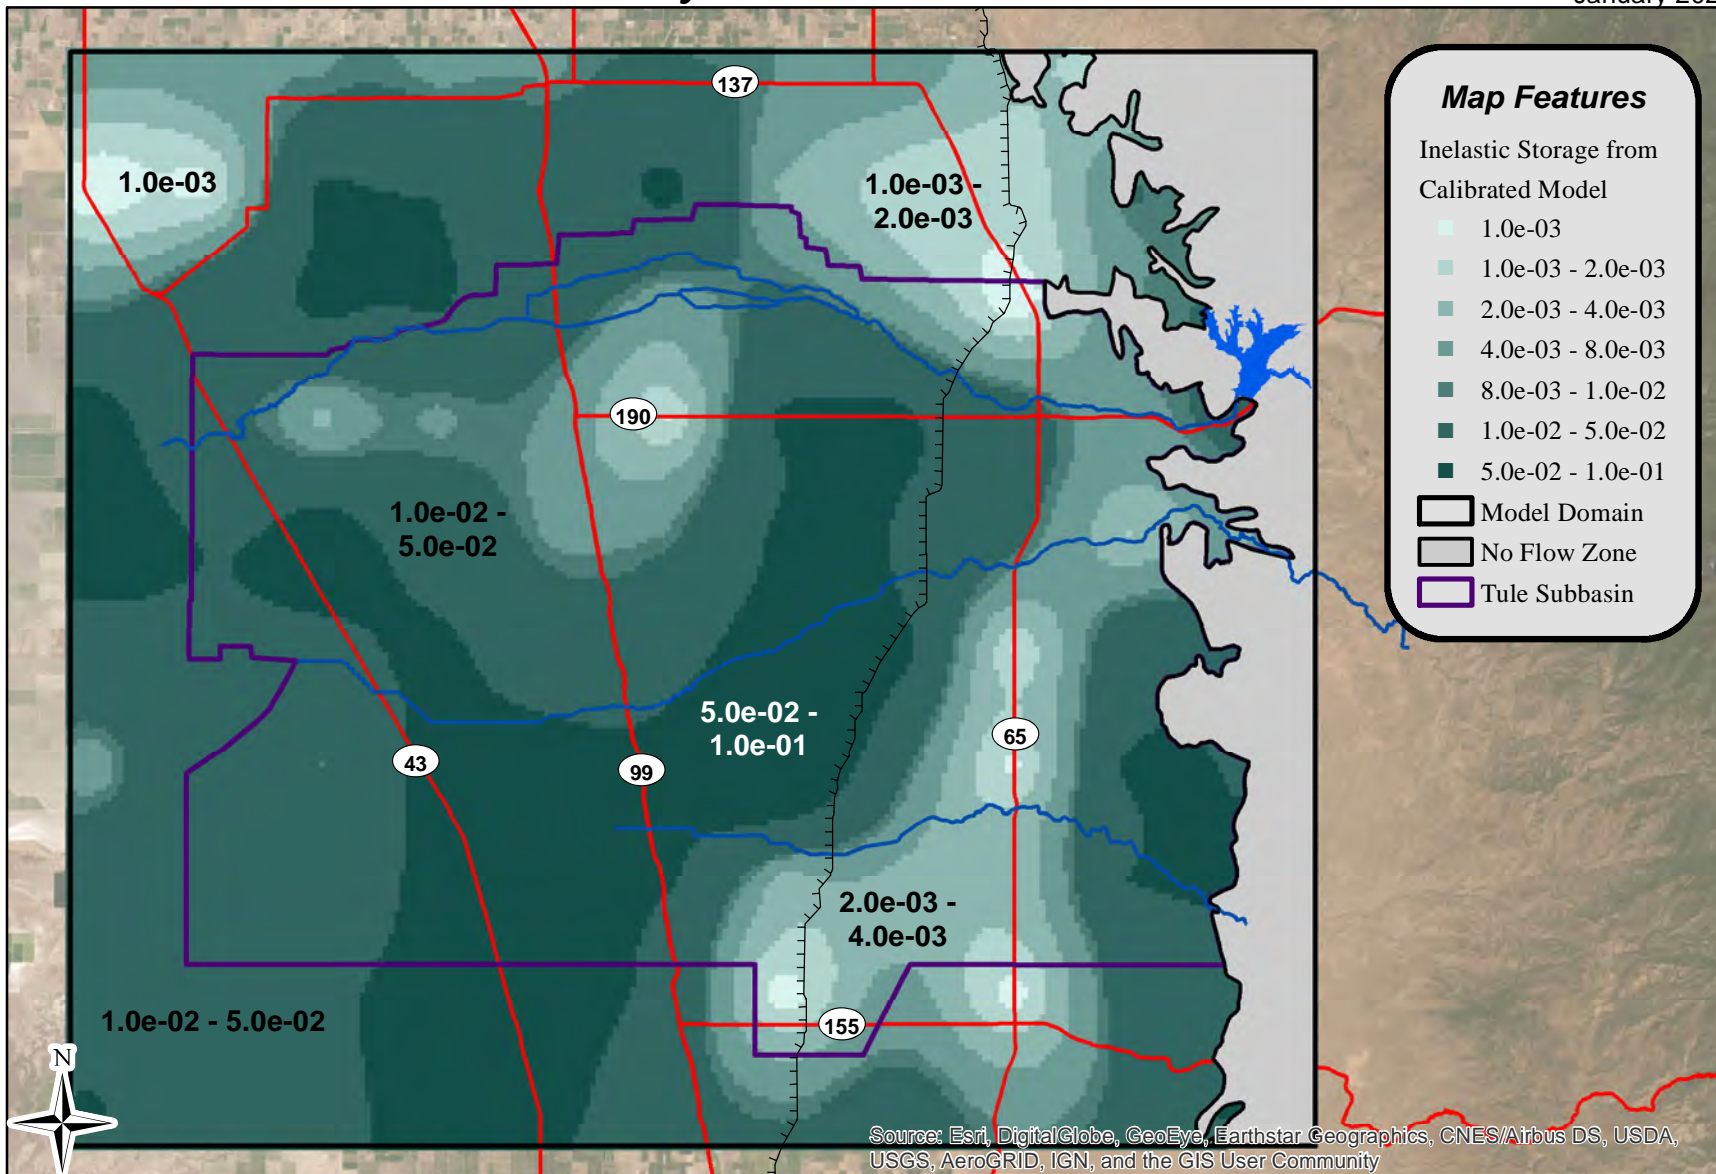 137
1.0e-03
1.0e-03 -
2.0e-03
190
1.0e-02 -
5.0e-02
5.0e-02 -
1.0e-01
43
99
65
2.0e-03 -
4.0e-03
1.0e-02 - 5.0e-02
155
N
Map Features
Inelastic Storage from
Calibrated Model
1.0e-03
1.0e-03 - 2.0e-03
2.0e-03 - 4.0e-03
4.0e-03 - 8.0e-03
8.0e-03 - 1.0e-02
1.0e-02 - 5.0e-02
5.0e-02 - 1.0e-01
Model Domain
No Flow Zone
Tule Subbasin
Source: Esri, DigitalGlobe, GeoEye, Earthstar Geographics, CNES/Airbus DS, USDA,
USGS, AeroGRID, IGN, and the GIS User Community